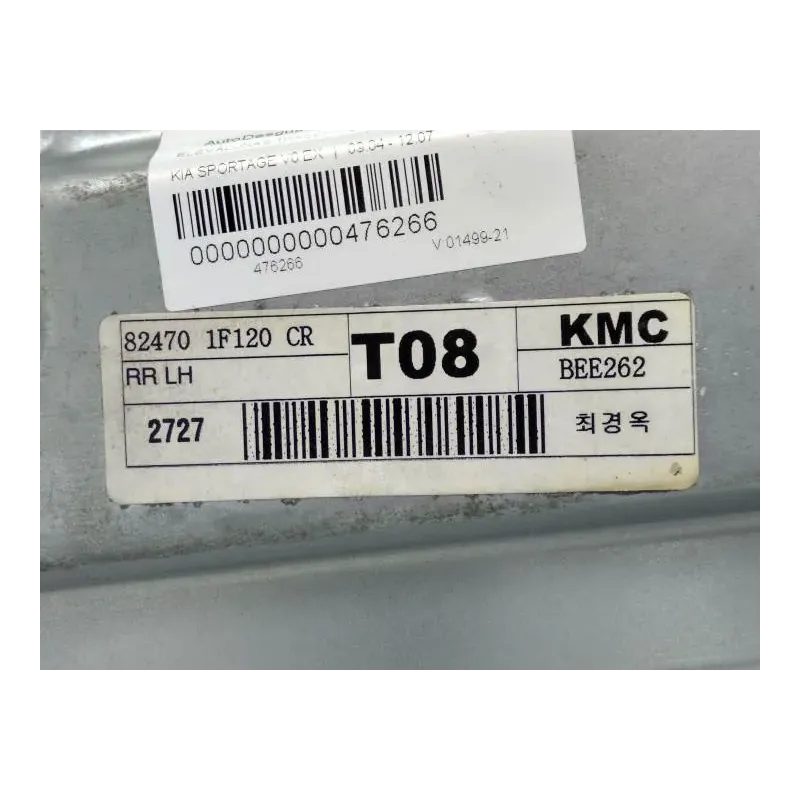 KIA SPORTAGE V0 EX | 09.04 - 12.07
0000000000476266
476266
V:01499-21
82470 1F120 CR
RR LH
T08
KMC
BEE262
2727
최경옥